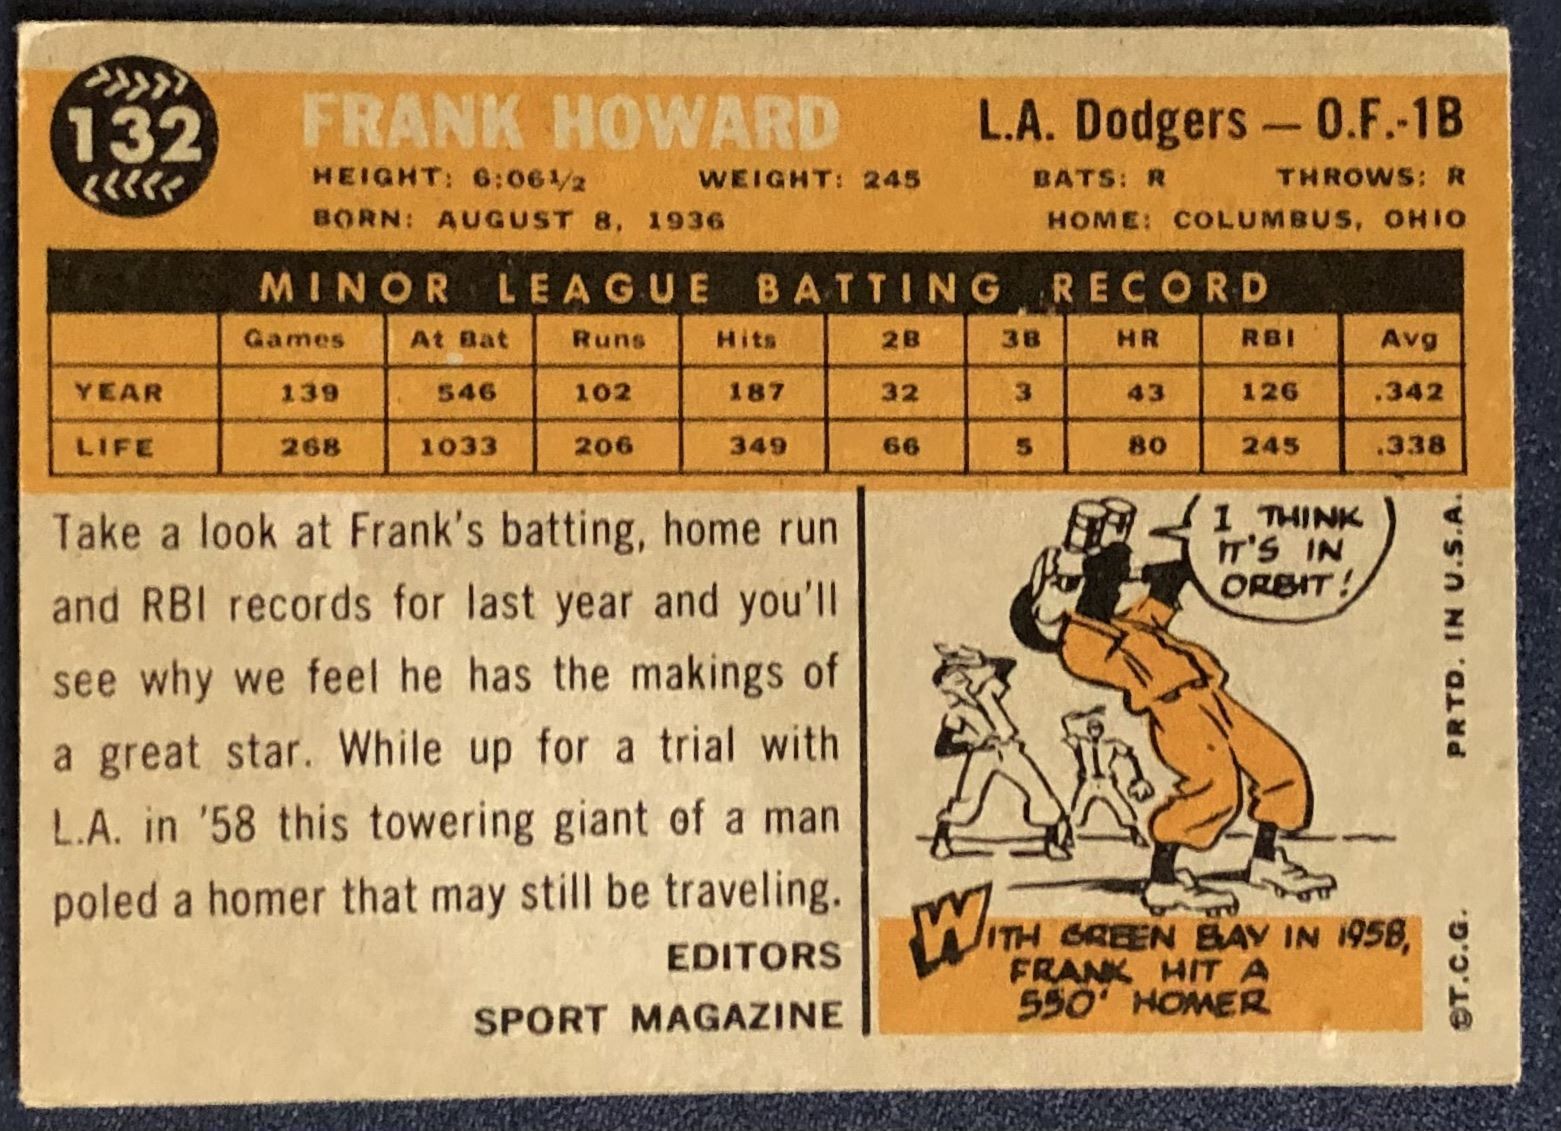 132
FRANK HOWARD
L.A. Dodgers — O.F.-1B
HEIGHT: 6:06½ WEIGHT: 245 BATS: R THROWS: R
BORN: AUGUST 8, 1936 HOME: COLUMBUS, OHIO
MINOR LEAGUE BATTING RECORD
Games At Bat Runs Hits 2B 3B HR RBI Avg
YEAR 139 546 102 187 32 3 43 126 .342
LIFE 268 1033 206 349 66 5 80 245 .338
Take a look at Frank's batting, home run
and RBI records for last year and you'll
see why we feel he has the makings of
a great star. While up for a trial with
L.A. in '58 this towering giant of a man
poled a homer that may still be traveling.
EDITORS
SPORT MAGAZINE
I THINK
IT'S IN
ORBIT!
WITH GREEN BAY IN 1958,
FRANK HIT A
550' HOMER
©T.C.G. PRTD. IN U.S.A.